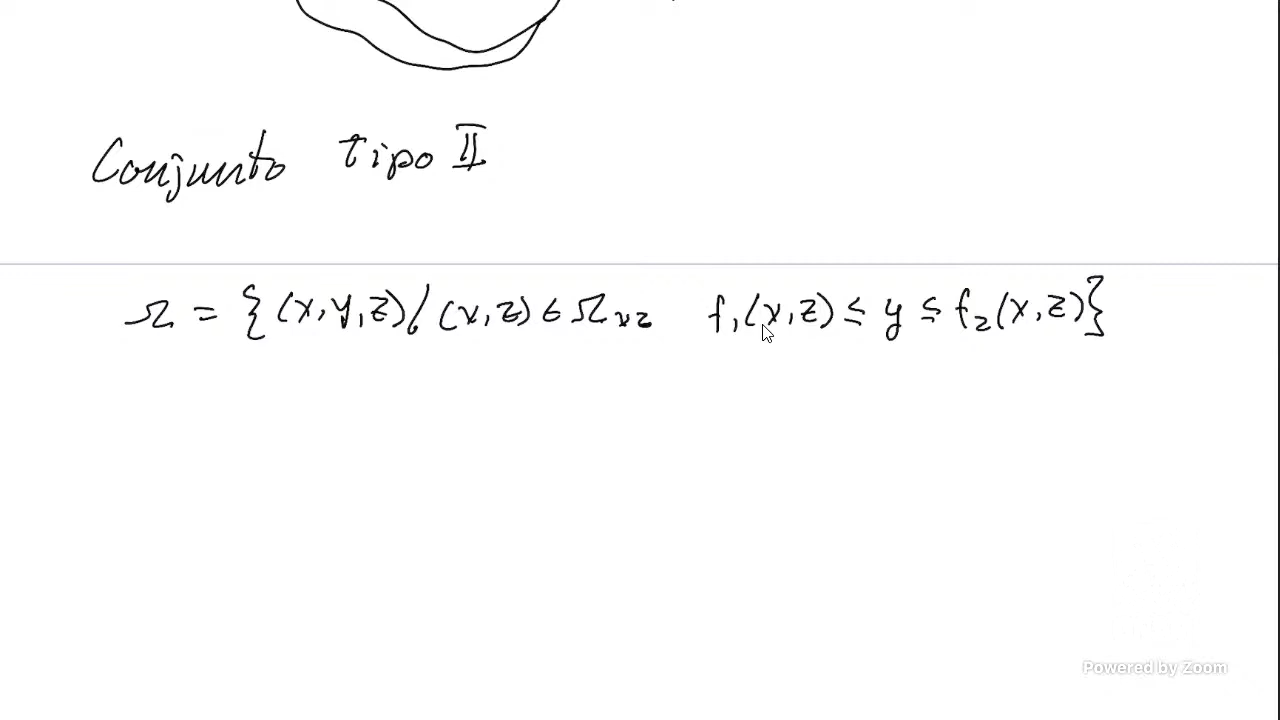 Conjunto tipo II
Ω = {(x,y,z)/(x,z) ∈ Ωxz f₁(x,z) ≤ y ≤ f₂(x,z)}
Powered by Zoom